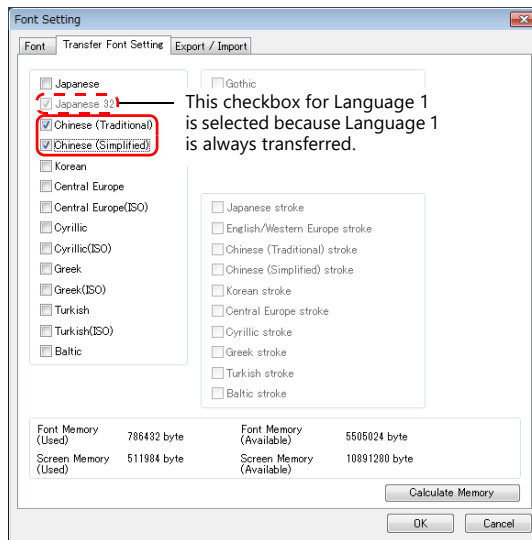 Font Setting
Font
Transfer Font Setting
Export / Import
Japanese
Japanese 32
Chinese (Traditional)
Chinese (Simplified)
Korean
Central Europe
Central Europe(ISO)
Cyrillic
Cyrillic(ISO)
Greek
Greek(ISO)
Turkish
Turkish(ISO)
Baltic
Gothic
This checkbox for Language 1
is selected because Language 1
is always transferred.
Japanese stroke
English/Western Europe stroke
Chinese (Traditional) stroke
Chinese (Simplified) stroke
Korean stroke
Central Europe stroke
Cyrillic stroke
Greek stroke
Turkish stroke
Baltic stroke
Font Memory
(Used)
786432 byte
Font Memory
(Available)
5505024 byte
Screen Memory
(Used)
511984 byte
Screen Memory
(Available)
10891280 byte
Calculate Memory
OK
Cancel